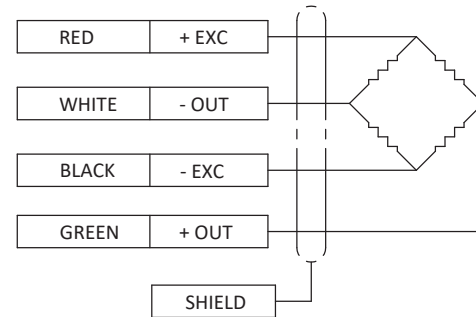 RED + EXC
WHITE - OUT
BLACK - EXC
GREEN + OUT
SHIELD